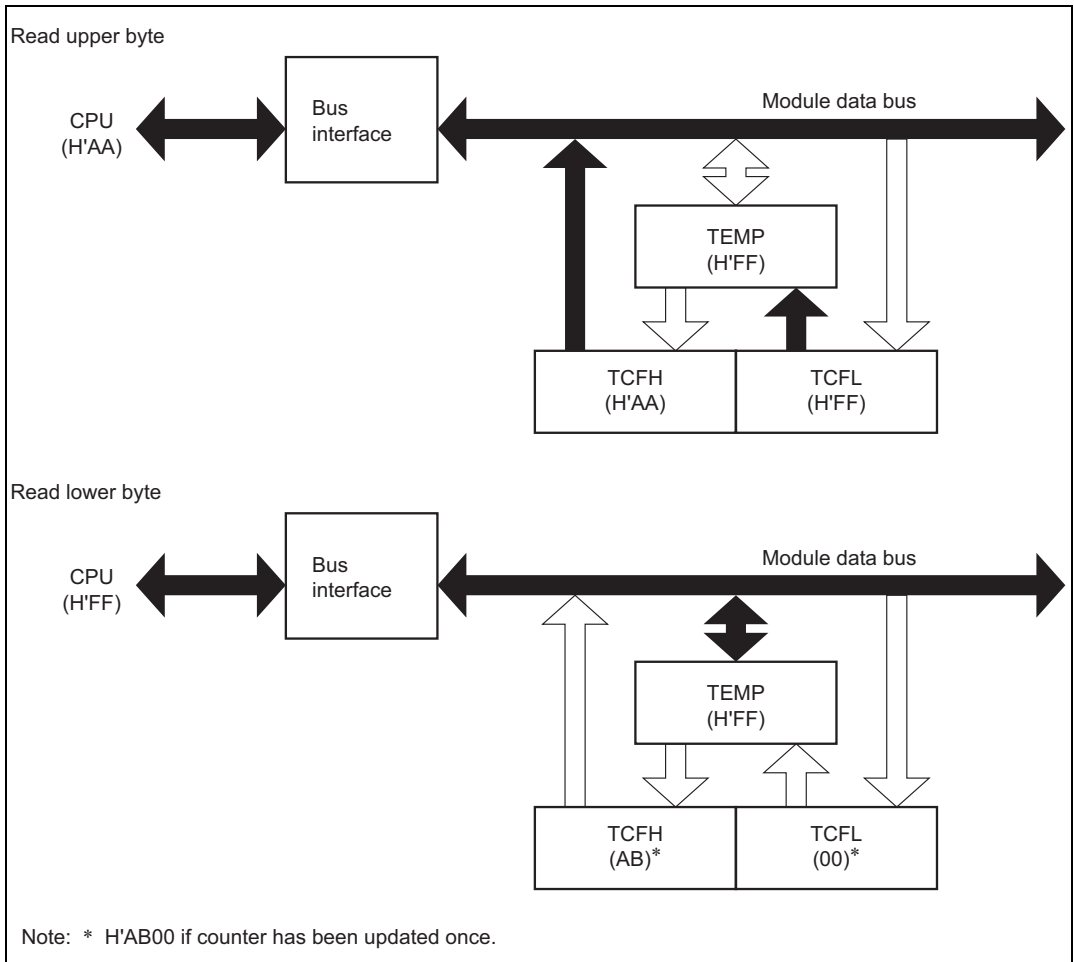 Read upper byte
CPU
(H'AA)
Bus
interface
Module data bus
TEMP
(H'FF)
TCFH
(H'AA)
TCFL
(H'FF)
Read lower byte
CPU
(H'FF)
Bus
interface
Module data bus
TEMP
(H'FF)
TCFH
(AB)*
TCFL
(00)*
Note: * H'AB00 if counter has been updated once.